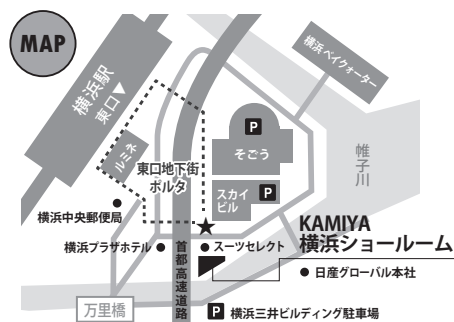 MAP
横浜駅
東口▼
ルミネ
横浜ベイクォーター
P
そごう
東口地下街
ポルタ
スカイ
ビル
P
帷子川
横浜中央郵便局
★
KAMIYA
横浜ショールーム
横浜プラザホテル●
●スーツセレクト
首都高速道路
●日産グローバル本社
万里橋
P 横浜三井ビルディング駐車場